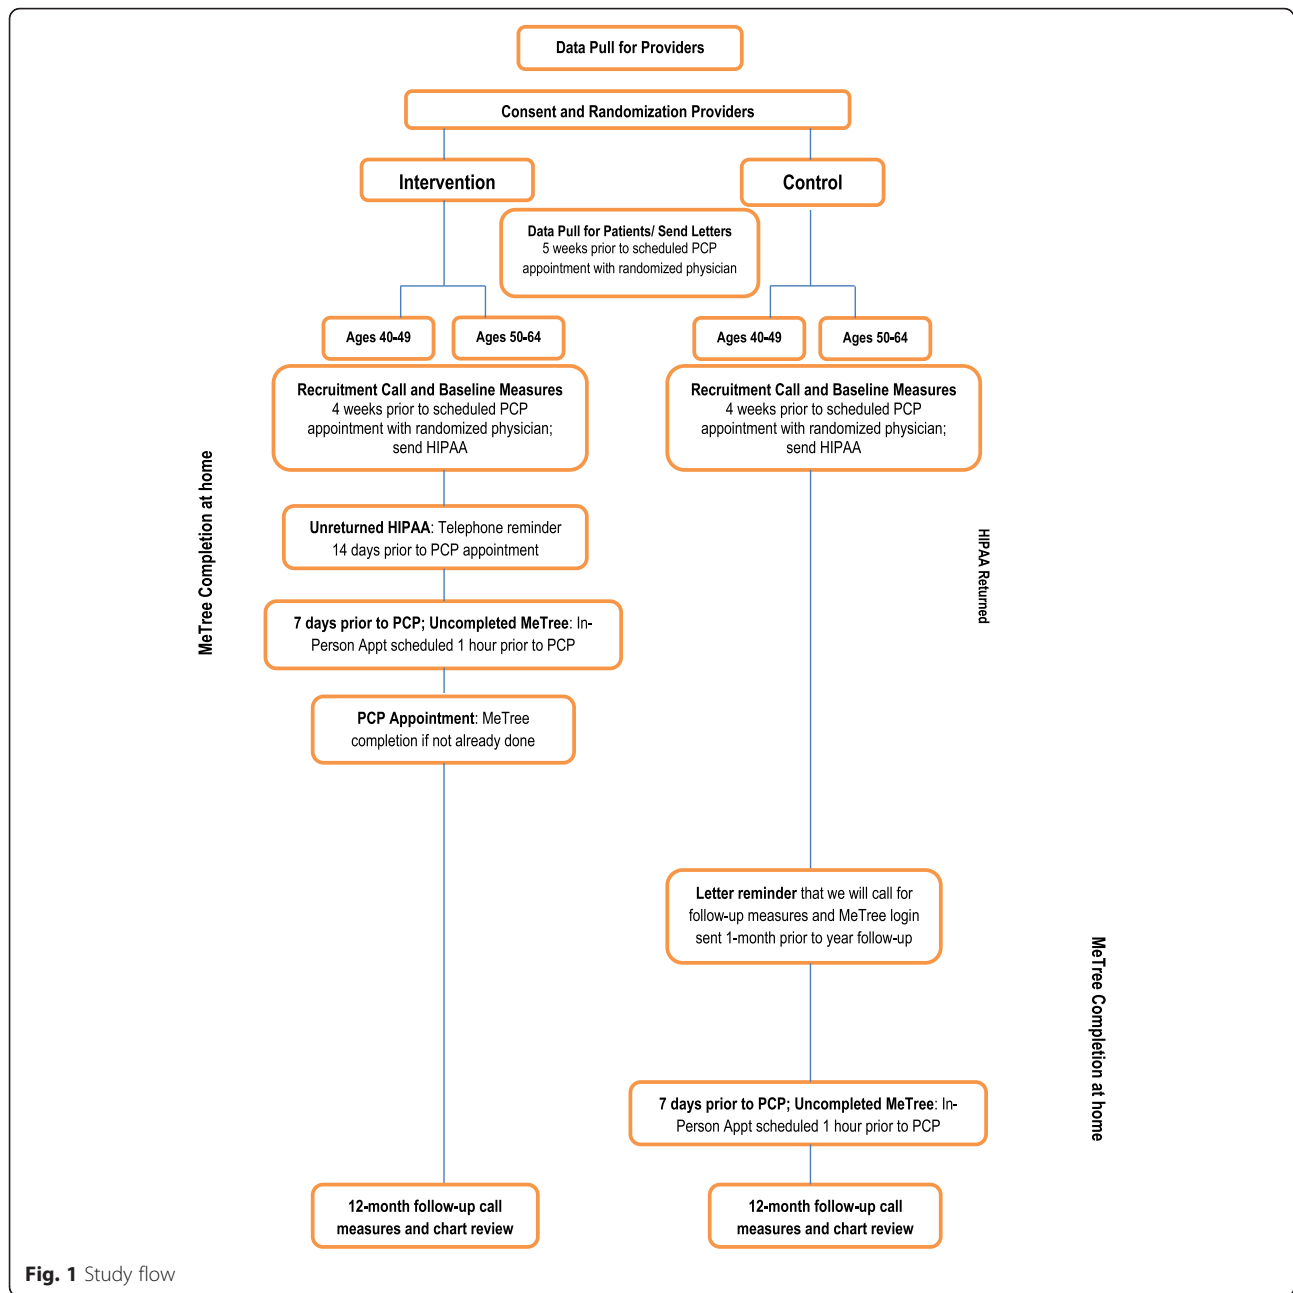 Data Pull for Providers
Consent and Randomization Providers
Intervention
Control
Data Pull for Patients/ Send Letters
5 weeks prior to scheduled PCP
appointment with randomized physician
Ages 40-49
Ages 50-64
Ages 40-49
Ages 50-64
Recruitment Call and Baseline Measures
4 weeks prior to scheduled PCP
appointment with randomized physician;
send HIPAA
Recruitment Call and Baseline Measures
4 weeks prior to scheduled PCP
appointment with randomized physician;
send HIPAA
MeTree Completion at home
Unreturned HIPAA: Telephone reminder
14 days prior to PCP appointment
HIPAA Returned
7 days prior to PCP; Uncompleted MeTree: In-
Person Appt scheduled 1 hour prior to PCP
PCP Appointment: MeTree
completion if not already done
Letter reminder that we will call for
follow-up measures and MeTree login
sent 1-month prior to year follow-up
MeTree Completion at home
7 days prior to PCP; Uncompleted MeTree: In-
Person Appt scheduled 1 hour prior to PCP
12-month follow-up call
measures and chart review
12-month follow-up call
measures and chart review
Fig. 1 Study flow